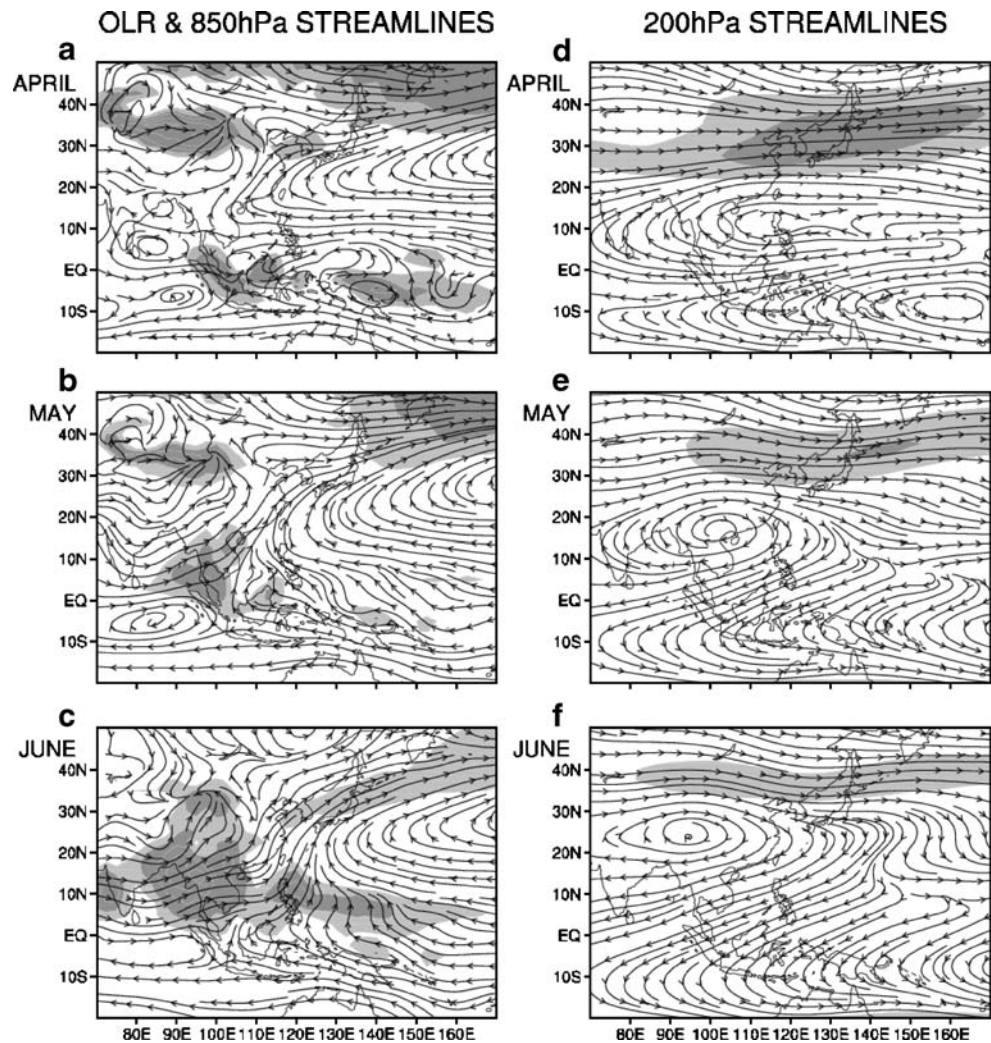 OLR & 850hPa STREAMLINES
200hPa STREAMLINES
a
APRIL
40N
30N
20N
10N
EQ
10S
d
APRIL
40N
30N
20N
10N
EQ
10S
b
MAY
40N
30N
20N
10N
EQ
10S
e
MAY
40N
30N
20N
10N
EQ
10S
c
JUNE
40N
30N
20N
10N
EQ
10S
80E 90E 100E 110E 120E 130E 140E 150E 160E
f
JUNE
40N
30N
20N
10N
EQ
10S
80E 90E 100E 110E 120E 130E 140E 150E 160E